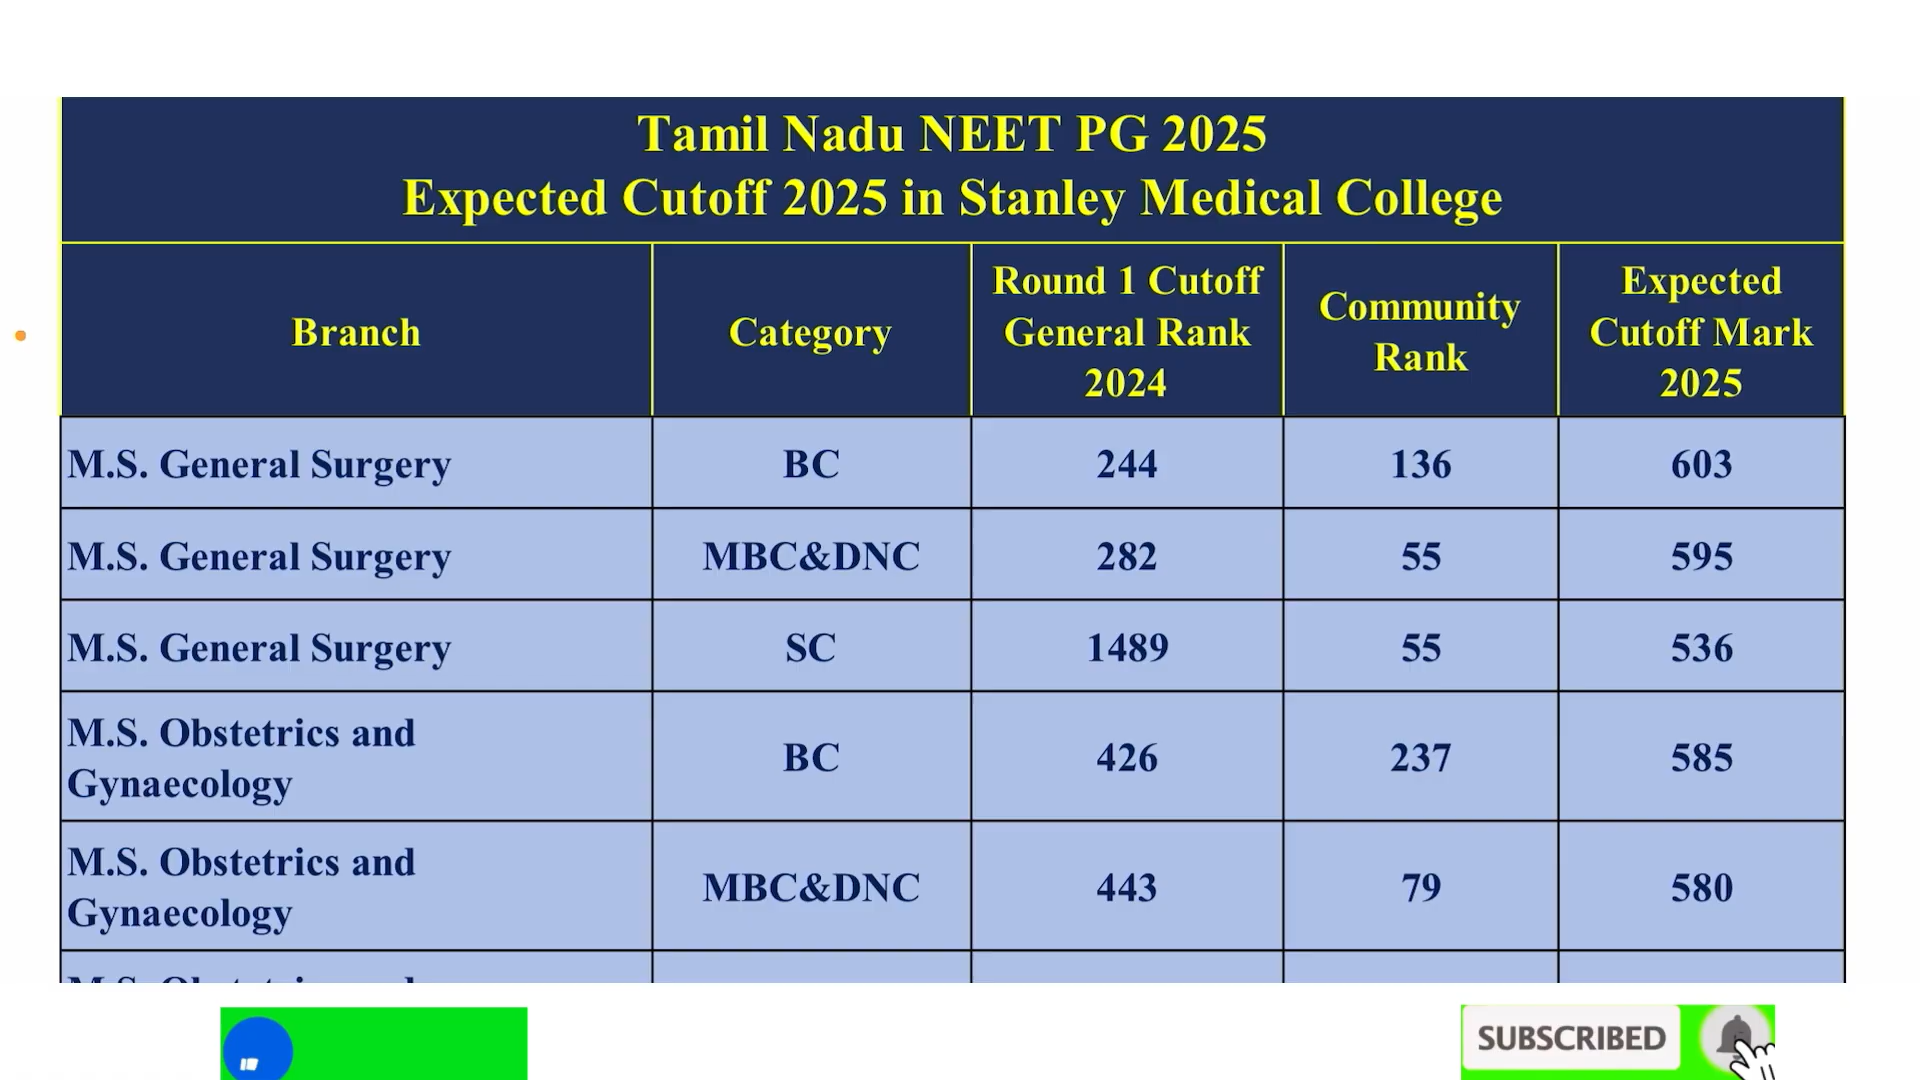 Tamil Nadu NEET PG 2025
Expected Cutoff 2025 in Stanley Medical College
Branch
Category
Round 1 Cutoff
General Rank
2024
Community
Rank
Expected
Cutoff Mark
2025
M.S. General Surgery
BC
244
136
603
M.S. General Surgery
MBC&DNC
282
55
595
M.S. General Surgery
SC
1489
55
536
M.S. Obstetrics and
Gynaecology
BC
426
237
585
M.S. Obstetrics and
Gynaecology
MBC&DNC
443
79
580
SUBSCRIBED